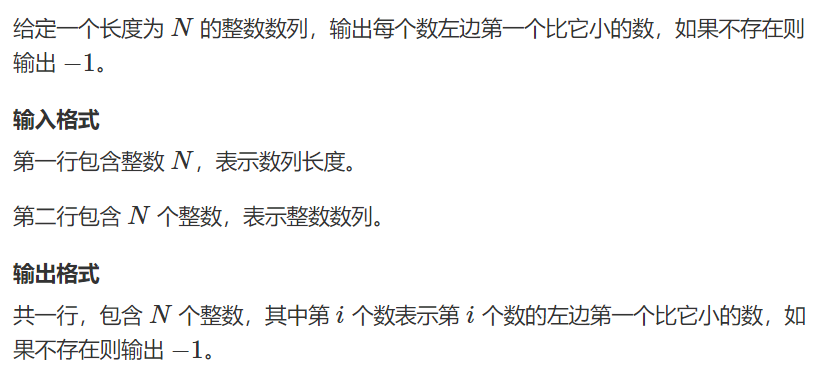 给定一个长度为 N 的整数数列，输出每个数左边第一个比它小的数，如果不存在则
输出 −1。
输入格式
第一行包含整数 N，表示数列长度。
第二行包含 N 个整数，表示整数数列。
输出格式
共一行，包含 N 个整数，其中第 i 个数表示第 i 个数的左边第一个比它小的数，如
果不存在则输出 −1。